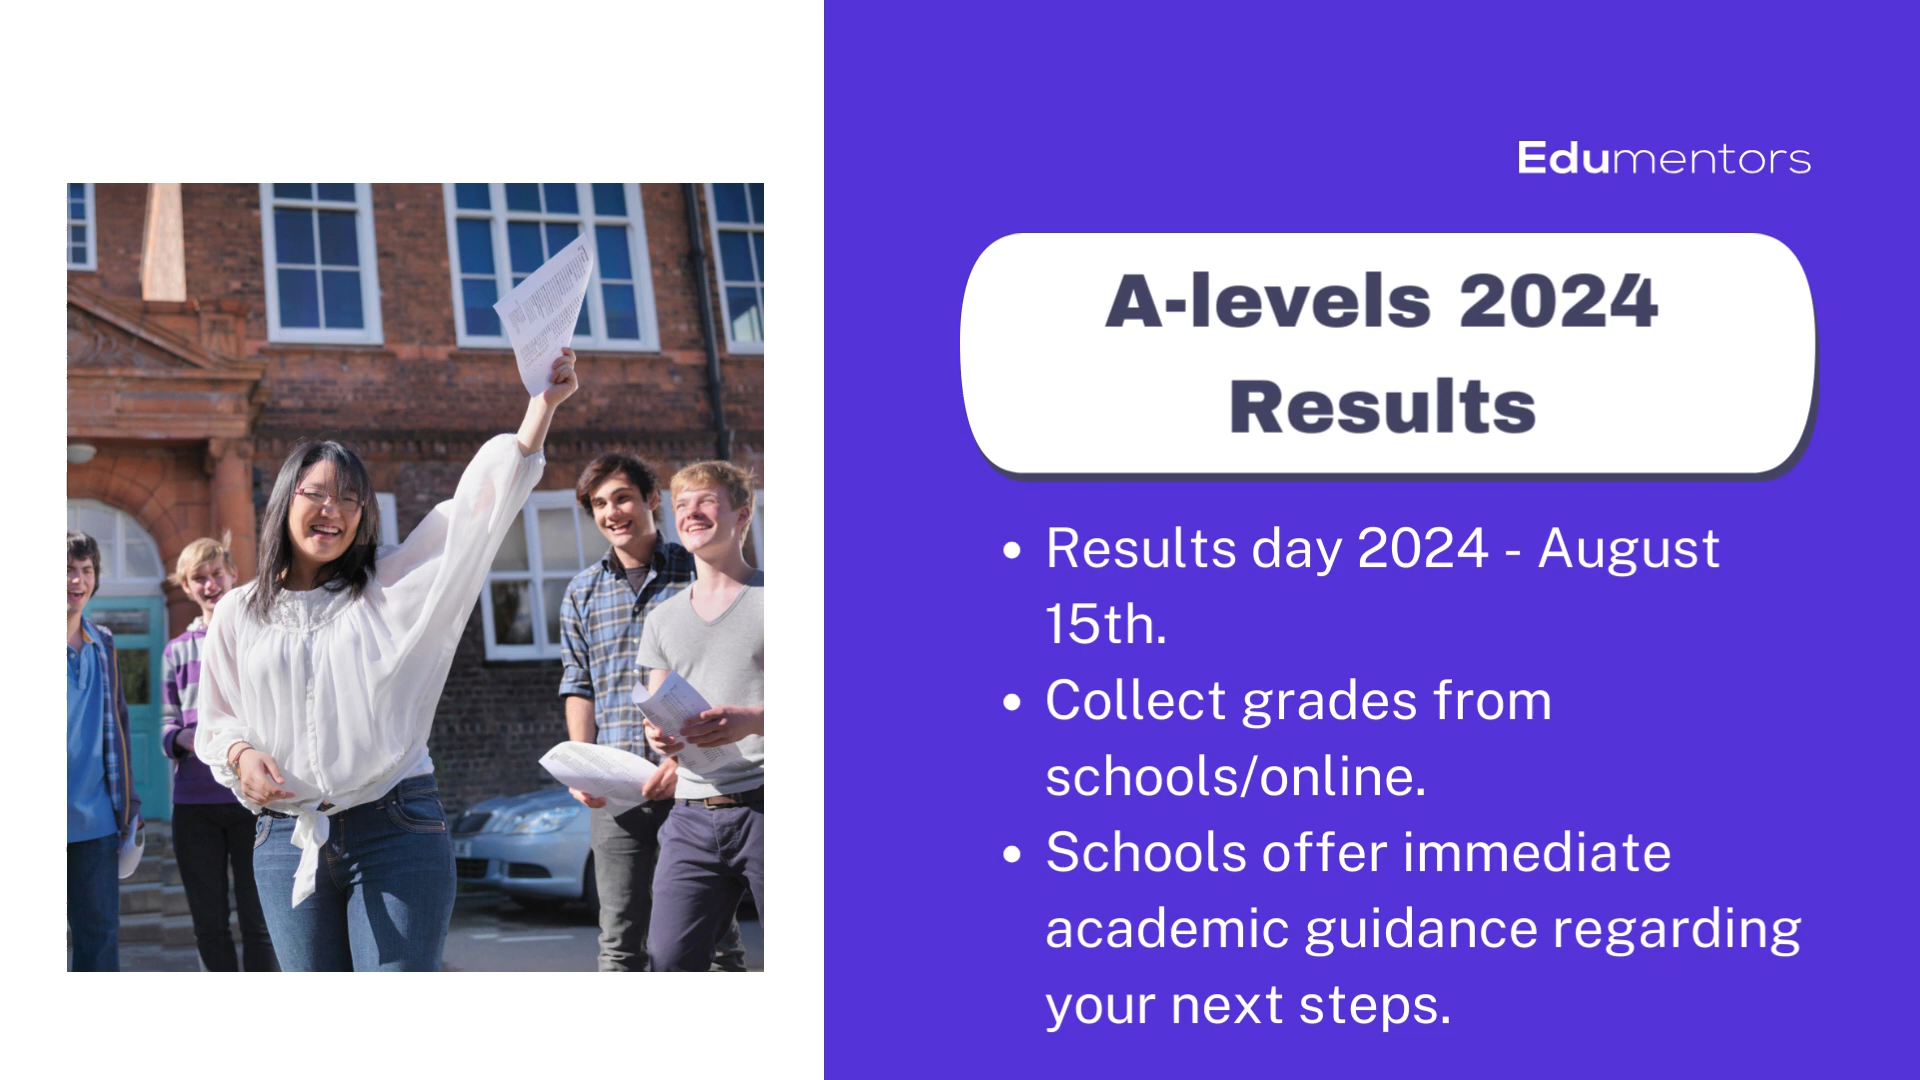 Edumentors
A-levels 2024
Results
• Results day 2024 - August
15th.
• Collect grades from
schools/online.
• Schools offer immediate
academic guidance regarding
your next steps.